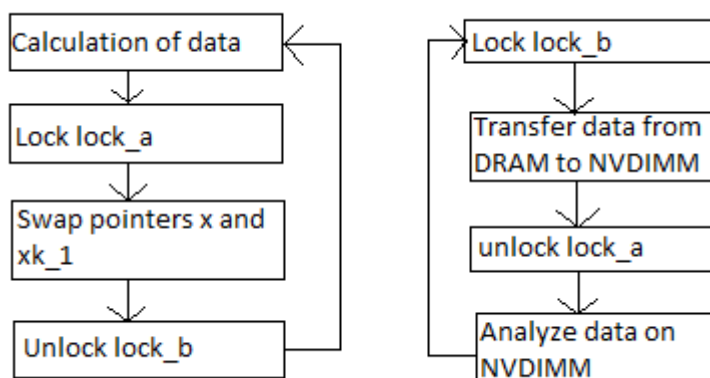 Calculation of data
Lock lock_a
Swap pointers x and
xk_1
Unlock lock_b
Lock lock_b
Transfer data from
DRAM to NVDIMM
unlock lock_a
Analyze data on
NVDIMM